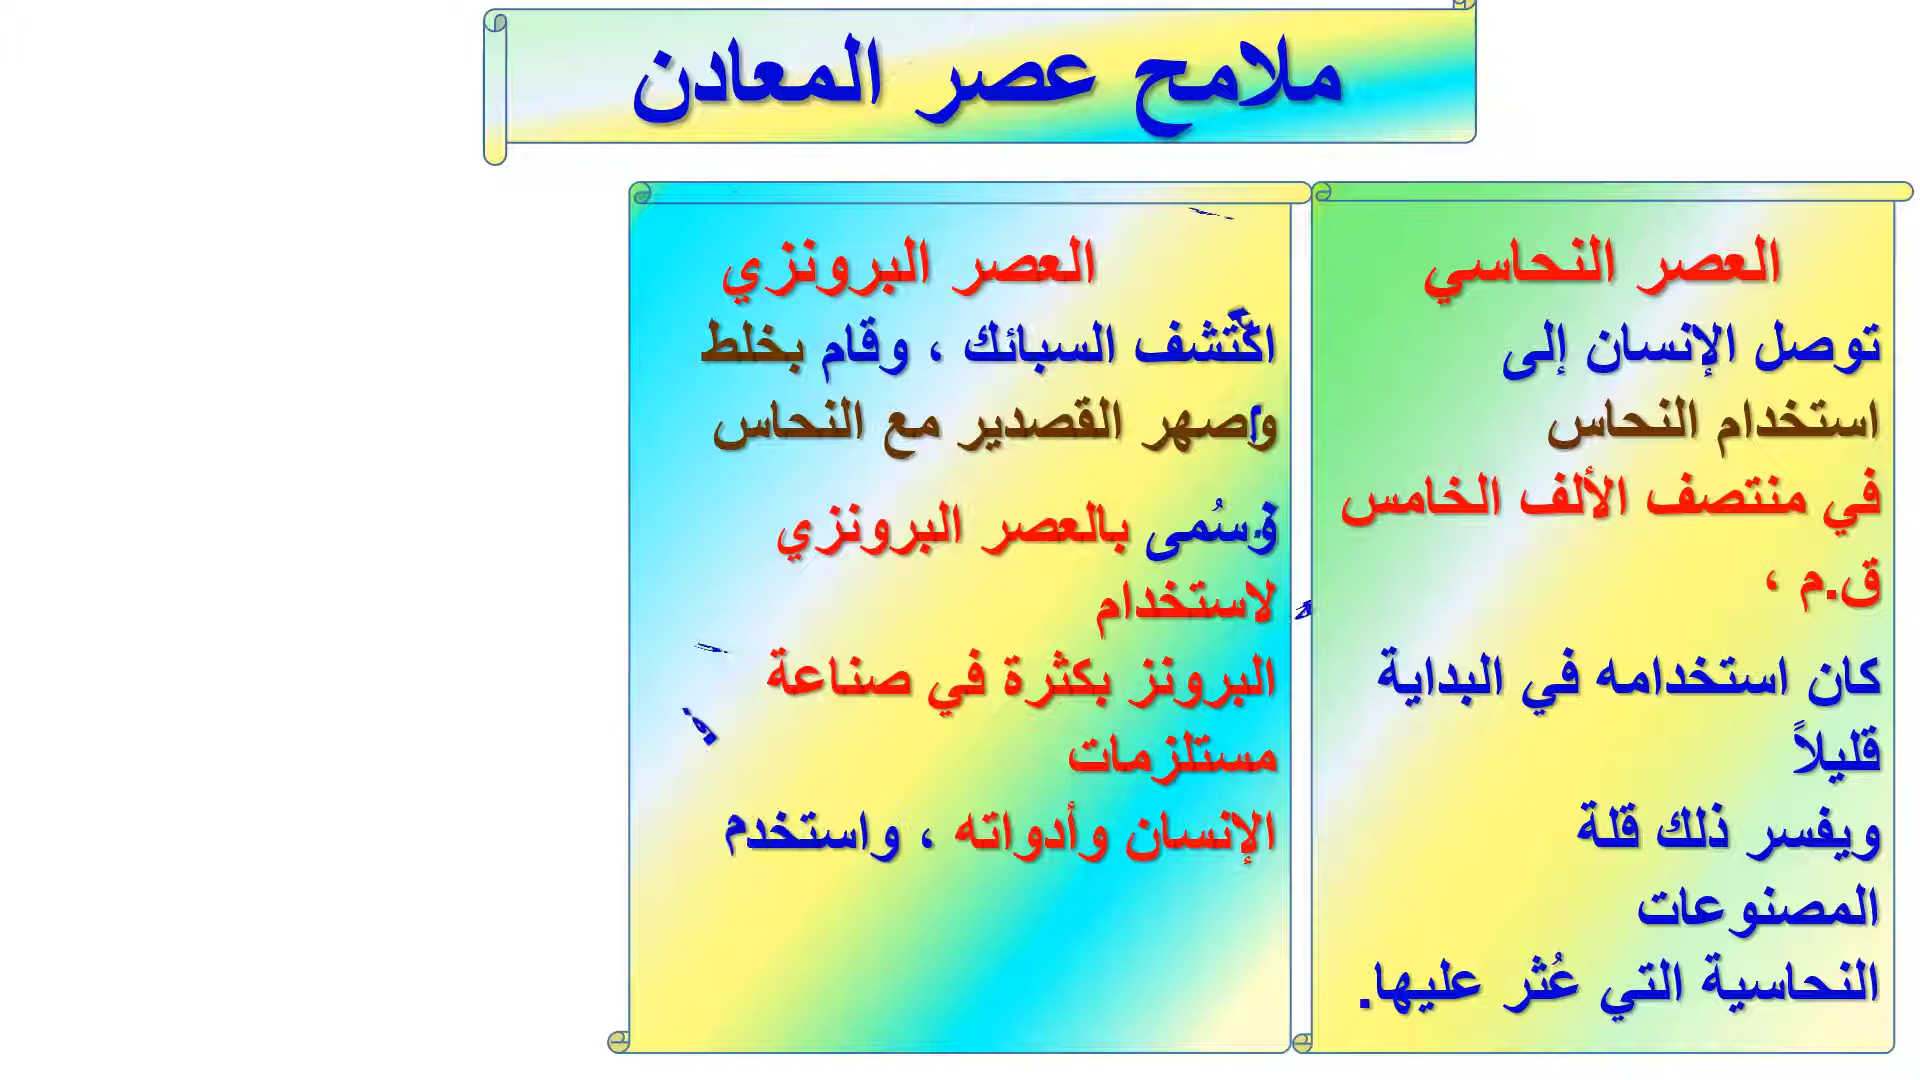 ملامح عصر المعادن
العصر النحاسي
توصل الإنسان إلى
استخدام النحاس
في منتصف الألف الخامس
ق.م ،
كان استخدامه في البداية
قليلاً
ويفسر ذلك قلة
المصنوعات
النحاسية التي عُثر عليها.
العصر البرونزي
اكتشف السبائك ، وقام بخلط
وصهر القصدير مع النحاس
وسُمى بالعصر البرونزي
لاستخدام
البرونز بكثرة في صناعة
مستلزمات
الإنسان وأدواته ، واستخدم